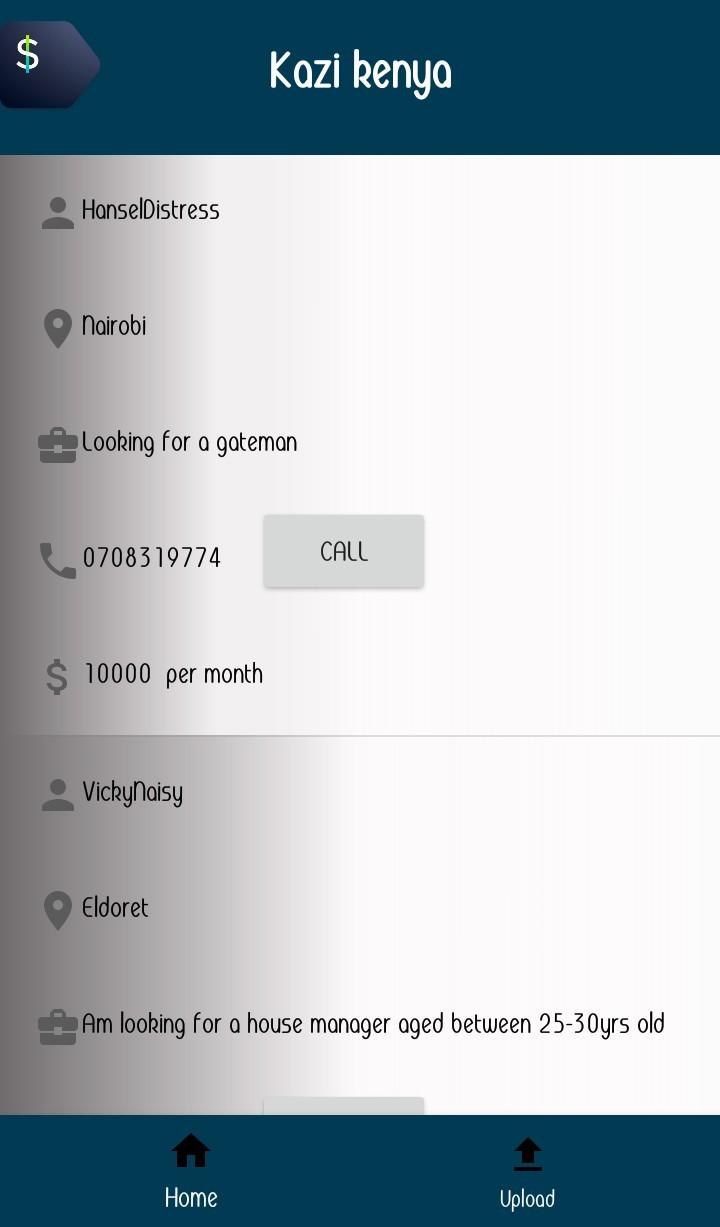 $
Kazi kenya
HanselDistress
Nairobi
Looking for a gateman
0708319774
CALL
$ 10000 per month
VickyNaisy
Eldoret
Am looking for a house manager aged between 25-30yrs old
Home
Upload